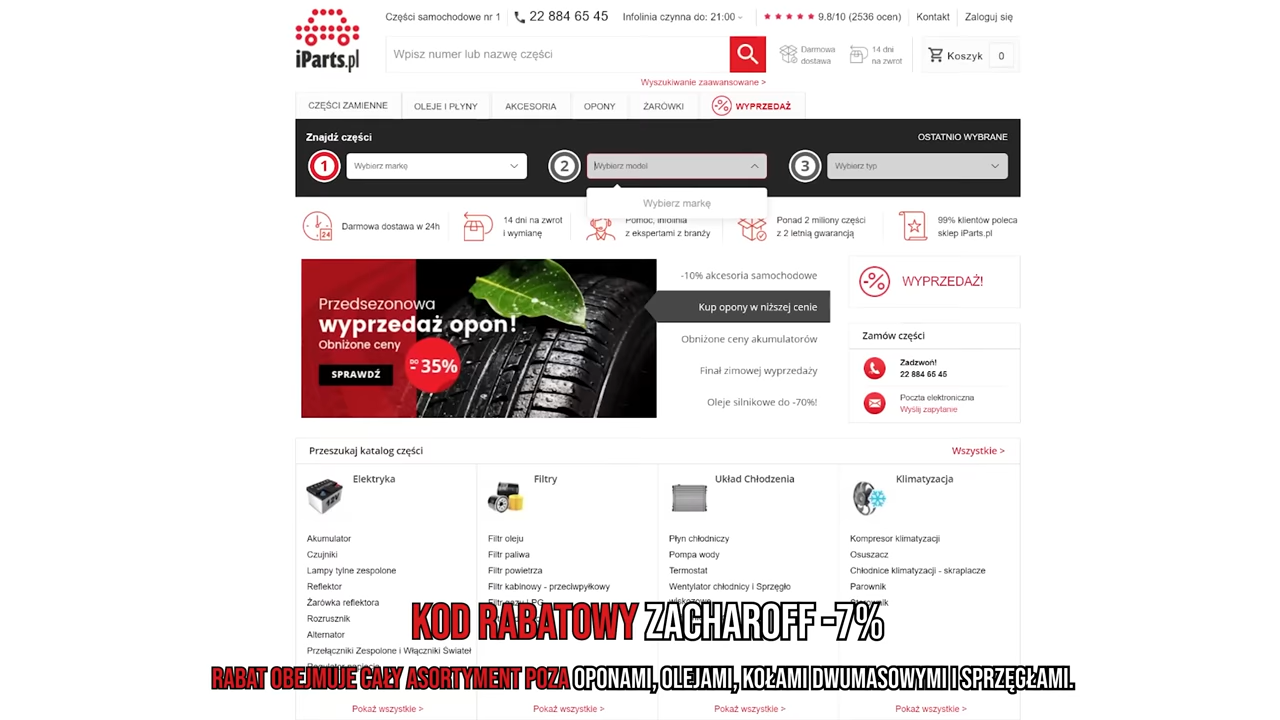 iParts.pl
Części samochodowe nr 1
22 884 65 45
Infolinia czynna do: 21:00
9.8/10 (2536 ocen)
Kontakt
Zaloguj się
Wpisz numer lub nazwę części
Darmowa dostawa
14 dni na zwrot
Koszyk 0
Wyszukiwanie zaawansowane >
CZĘŚCI ZAMIENNE
OLEJE I PŁYNY
AKCESORIA
OPONY
ŻARÓWKI
WYPRZEDAŻ
Znajdź części
OSTATNIO WYBRANE
1 Wybierz markę
2 Wybierz model
3 Wybierz typ
Wybierz markę
Darmowa dostawa w 24h
14 dni na zwrot
i wymianę
Pomoc, infolinia
z ekspertami z branży
Ponad 2 miliony części
z 2 letnią gwarancją
99% klientów poleca
sklep iParts.pl
Przedsezonowa
wyprzedaż opon!
Obniżone ceny
DO -35%
SPRAWDŹ
-10% akcesoria samochodowe
Kup opony w niższej cenie
Obniżone ceny akumulatorów
Finał zimowej wyprzedaży
Oleje silnikowe do -70%!
WYPRZEDAŻ!
Zamów części
Zadzwoń!
22 884 65 45
Poczta elektroniczna
Wyślij zapytanie
Przeszukaj katalog części
Wszystkie >
Elektryka
Akumulator
Czujniki
Lampy tylne zespolone
Reflektor
Żarówka reflektora
Rozrusznik
Alternator
Przełączniki Zespolone i Włączniki Świateł
Pokaż wszystkie >
Filtry
Filtr oleju
Filtr paliwa
Filtr powietrza
Filtr kabinowy - przeciwpyłkowy
Pokaż wszystkie >
Układ Chłodzenia
Płyn chłodniczy
Pompa wody
Termostat
Wentylator chłodnicy i Sprzęgło
Pokaż wszystkie >
Klimatyzacja
Kompresor klimatyzacji
Osuszacz
Chłodnice klimatyzacji - skraplacze
Parownik
Pokaż wszystkie >
KOD RABATOWY ZACHAROFF -7%
RABAT OBEJMUJE CAŁY ASORTYMENT POZA OPONAMI, OLEJAMI, KOŁAMI DWUMASOWYMI I SPRZĘGŁAMI.